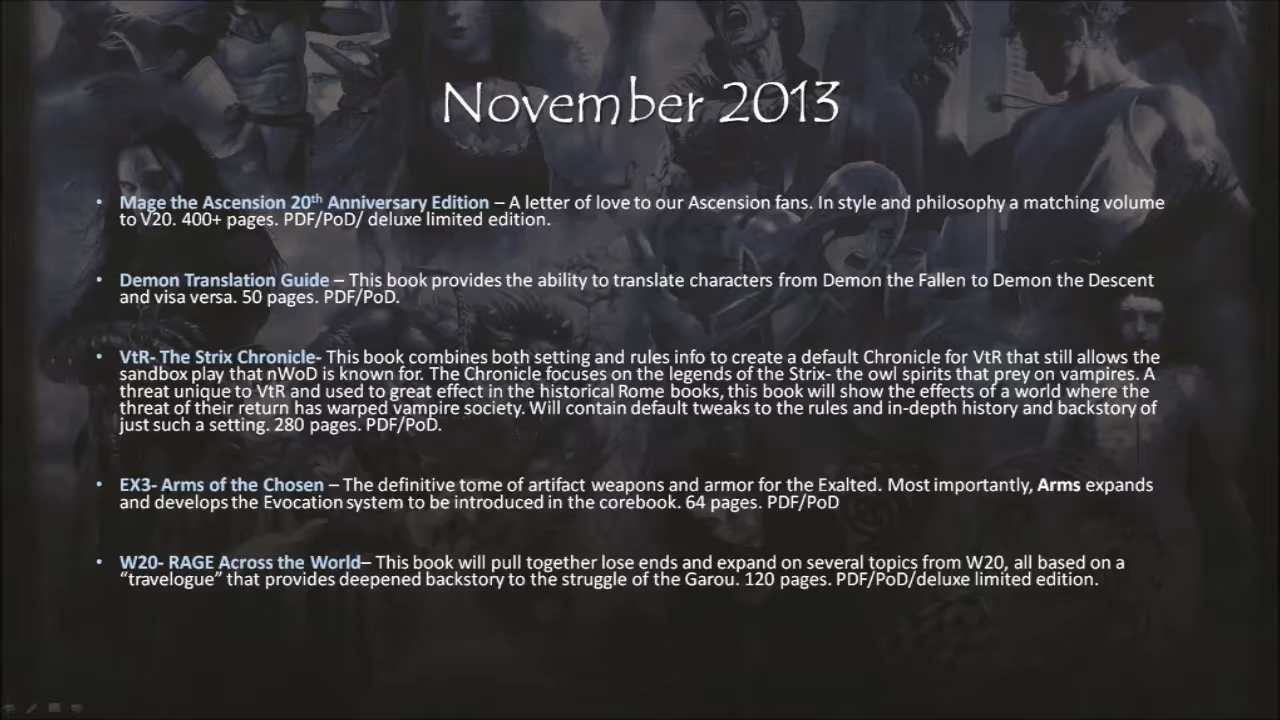 November 2013
• Mage the Ascension 20th Anniversary Edition – A letter of love to our Ascension fans. In style and philosophy a matching volume
to V20. 400+ pages. PDF/PoD/ deluxe limited edition.
• Demon Translation Guide – This book provides the ability to translate characters from Demon the Fallen to Demon the Descent
and visa versa. 50 pages. PDF/PoD.
• VtR- The Strix Chronicle- This book combines both setting and rules info to create a default Chronicle for VtR that still allows the
sandbox play that nWoD is known for. The Chronicle focuses on the legends of the Strix- the owl spirits that prey on vampires. A
threat unique to VtR and used to great effect in the historical Rome books, this book will show the effects of a world where the
threat of their return has warped vampire society. Will contain default tweaks to the rules and in-depth history and backstory of
just such a setting. 280 pages. PDF/PoD.
• EX3- Arms of the Chosen – The definitive tome of artifact weapons and armor for the Exalted. Most importantly, Arms expands
and develops the Evocation system to be introduced in the corebook. 64 pages. PDF/PoD
• W20- RAGE Across the World– This book will pull together lose ends and expand on several topics from W20, all based on a
“travelogue” that provides deepened backstory to the struggle of the Garou. 120 pages. PDF/PoD/deluxe limited edition.